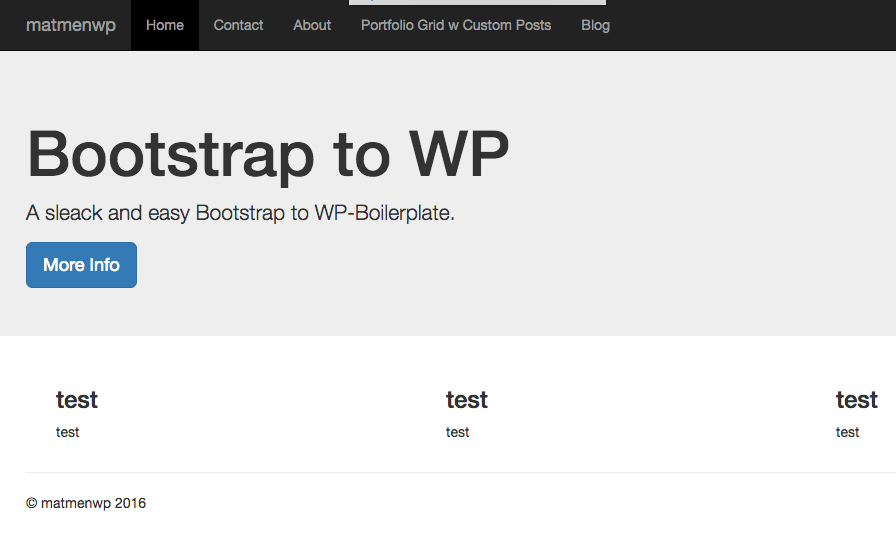 matmenwp Home Contact About Portfolio Grid w Custom Posts Blog
Bootstrap to WP
A sleack and easy Bootstrap to WP-Boilerplate.
More Info
test test test
test test test
© matmenwp 2016